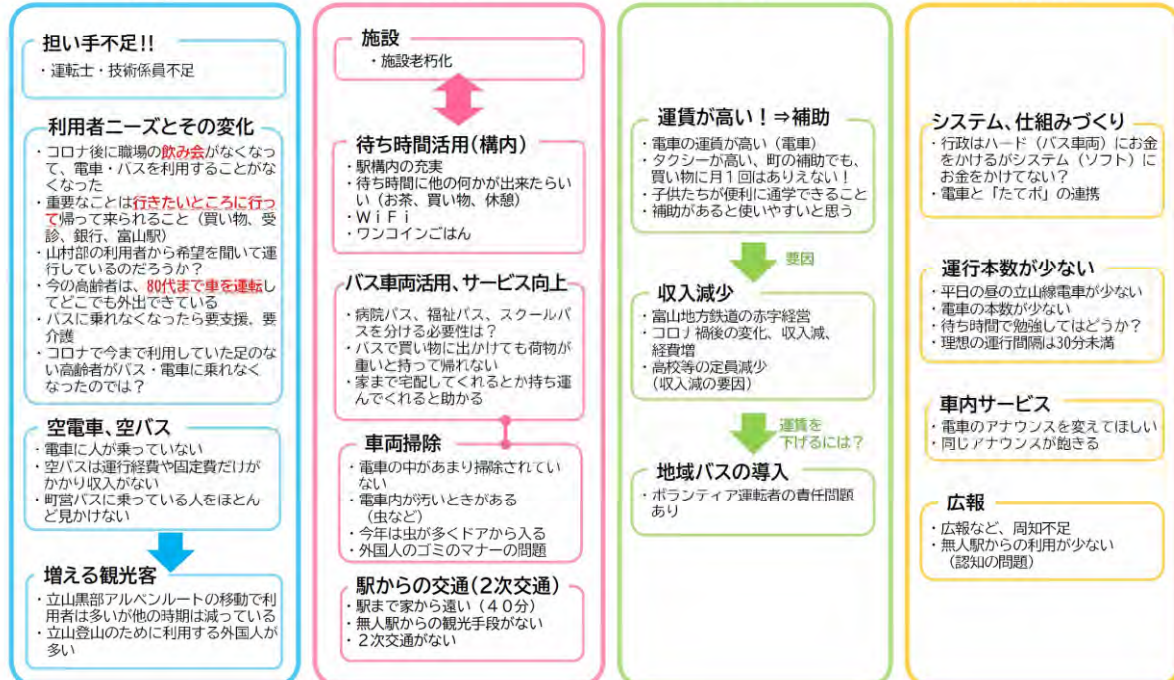 担い手不足!!
・運転士・技術係員不足
利用者ニーズとその変化
・コロナ後に職場の飲み会がなくなっ
て、電車・バスを利用することがな
くなった
・重要なことは行きたいところに行っ
て帰って来られること（買い物、受
診、銀行、富山駅）
・山村部の利用者から希望を聞いて運
行しているのだろうか？
・今の高齢者は、80代まで車を運転し
てどこでも外出できている
・バスに乗れなくなったら要支援、要
介護
・コロナで今まで利用していた足のな
い高齢者がバス・電車に乗れなく
なったのでは？
空電車、空バス
・電車に人が乗っていない
・空バスは運行経費や固定費だけが
かかり収入がない
・町営バスに乗っている人をほとん
ど見かけない
増える観光客
・立山黒部アルペンルートの移動で利
用者は多いが他の時期は減っている
・立山登山のために利用する外国人が
多い
施設
・施設老朽化
待ち時間活用（構内）
・駅構内の充実
・待ち時間に他の何かが出来たらい
い（お茶、買い物、休憩）
・ＷｉＦｉ
・ワンコインごはん
バス車両活用、サービス向上
・病院バス、福祉バス、スクールバ
スを分ける必要性は？
・バスで買い物に出かけても荷物が
重いと持って帰れない
・家まで宅配してくれるとか持ち運
んでくれると助かる
車両掃除
・電車の中があまり掃除されてい
ない
・電車内が汚いときがある
（虫など）
・今年は虫が多くドアから入る
・外国人のゴミのマナーの問題
駅からの交通（２次交通）
・駅まで家から遠い（４０分）
・無人駅からの観光手段がない
・２次交通がない
運賃が高い！⇒補助
・電車の運賃が高い（電車）
・タクシーが高い、町の補助でも、
買い物に月１回はありえない！
・子供たちが便利に通学できること
・補助があると使いやすいと思う
要因
収入減少
・富山地方鉄道の赤字経営
・コロナ禍後の変化、収入減、
経費増
・高校等の定員減少
（収入減の要因）
運賃を
下げるには？
地域バスの導入
・ボランティア運転者の責任問題
あり
システム、仕組みづくり
・行政はハード（バス車両）にお金
をかけるがシステム（ソフト）に
お金をかけてない？
・電車と「たてポ」の連携
運行本数が少ない
・平日の昼の立山線電車が少ない
・電車の本数が少ない
・待ち時間で勉強してはどうか？
・理想の運行間隔は30分未満
車内サービス
・電車のアナウンスを変えてほしい
・同じアナウンスが飽きる
広報
・広報など、周知不足
・無人駅からの利用が少ない
（認知の問題）